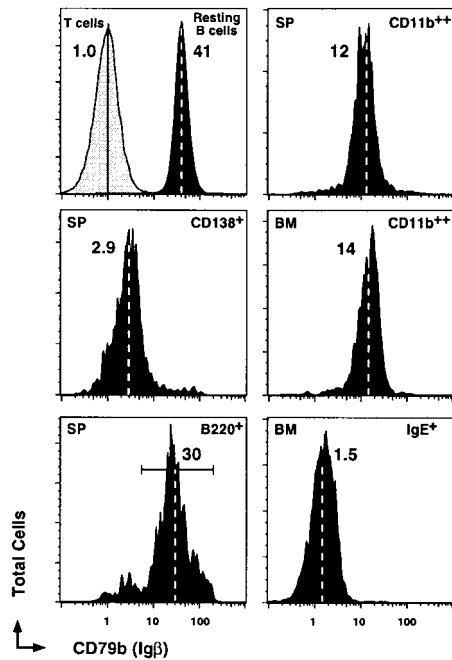 T cells
1.0
Resting
B cells
41
SP
CD11b++
12
SP
CD138+
2.9
BM
CD11b++
14
SP
B220+
30
BM
IgE+
1.5
1 10 100
1 10 100
Total Cells
CD79b (Igβ)